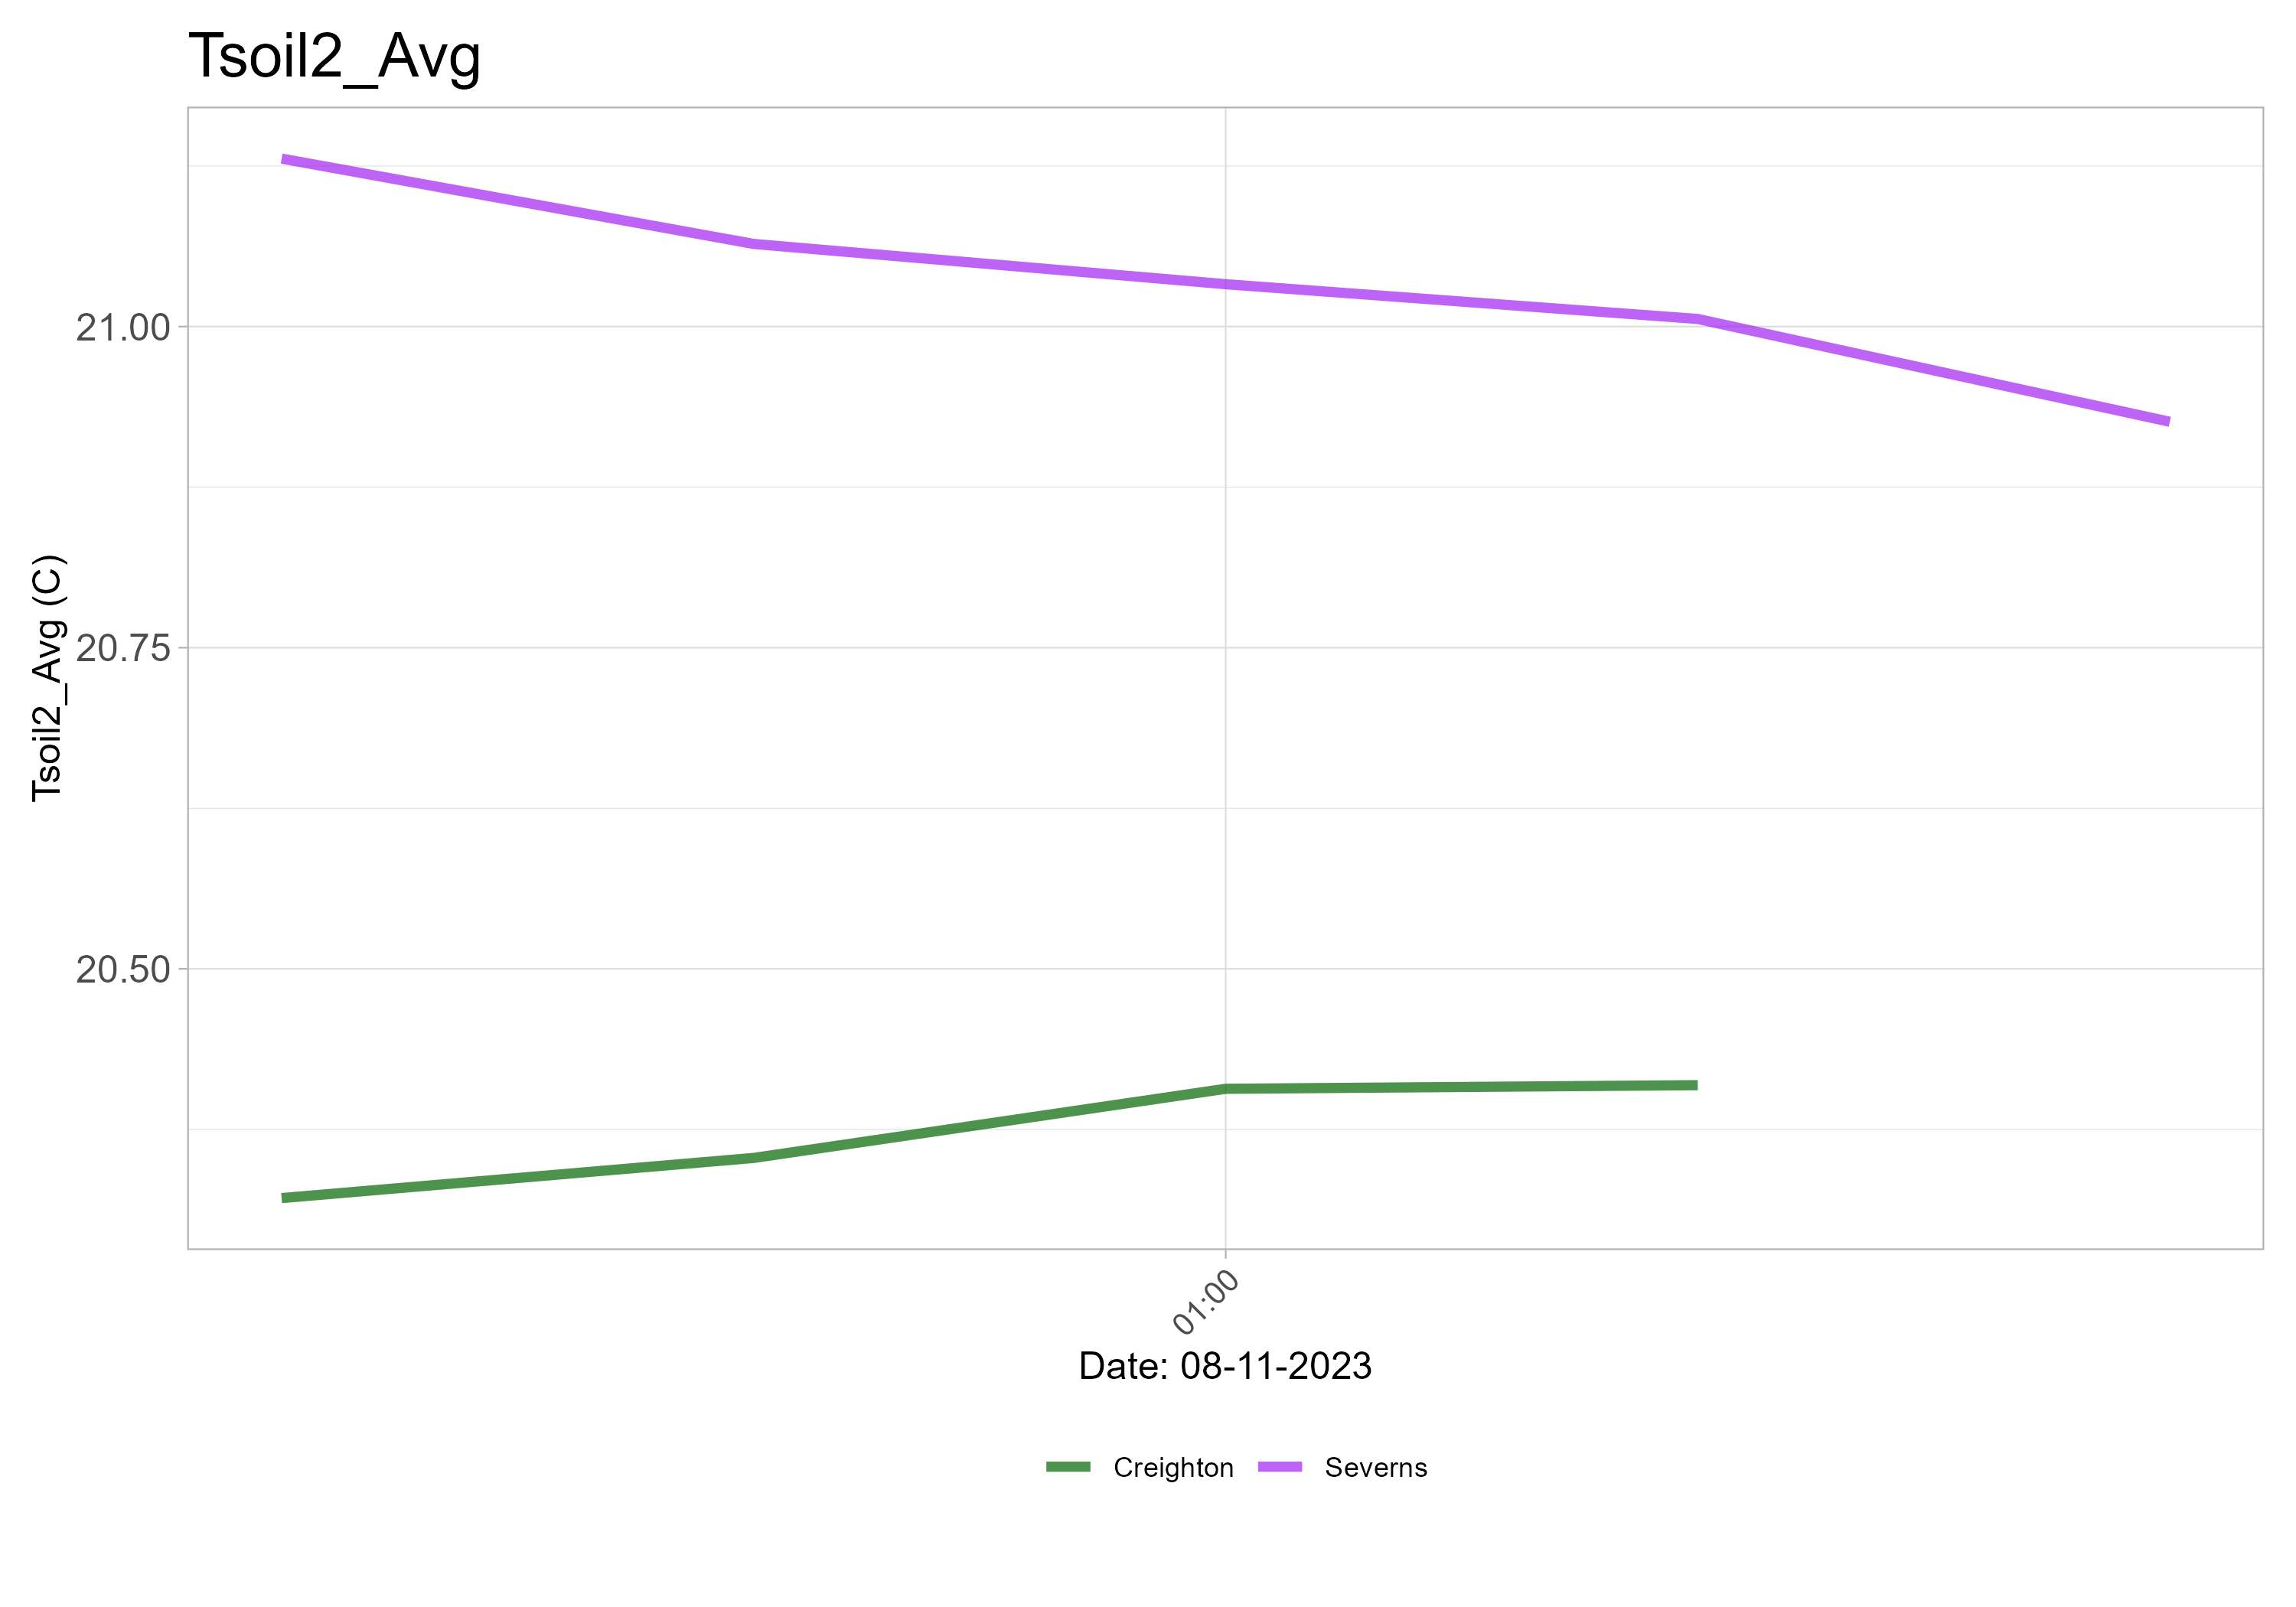 Tsoil2_Avg
Tsoil2_Avg (C)
21.00
20.75
20.50
01:00
Date: 08-11-2023
Creighton Severns